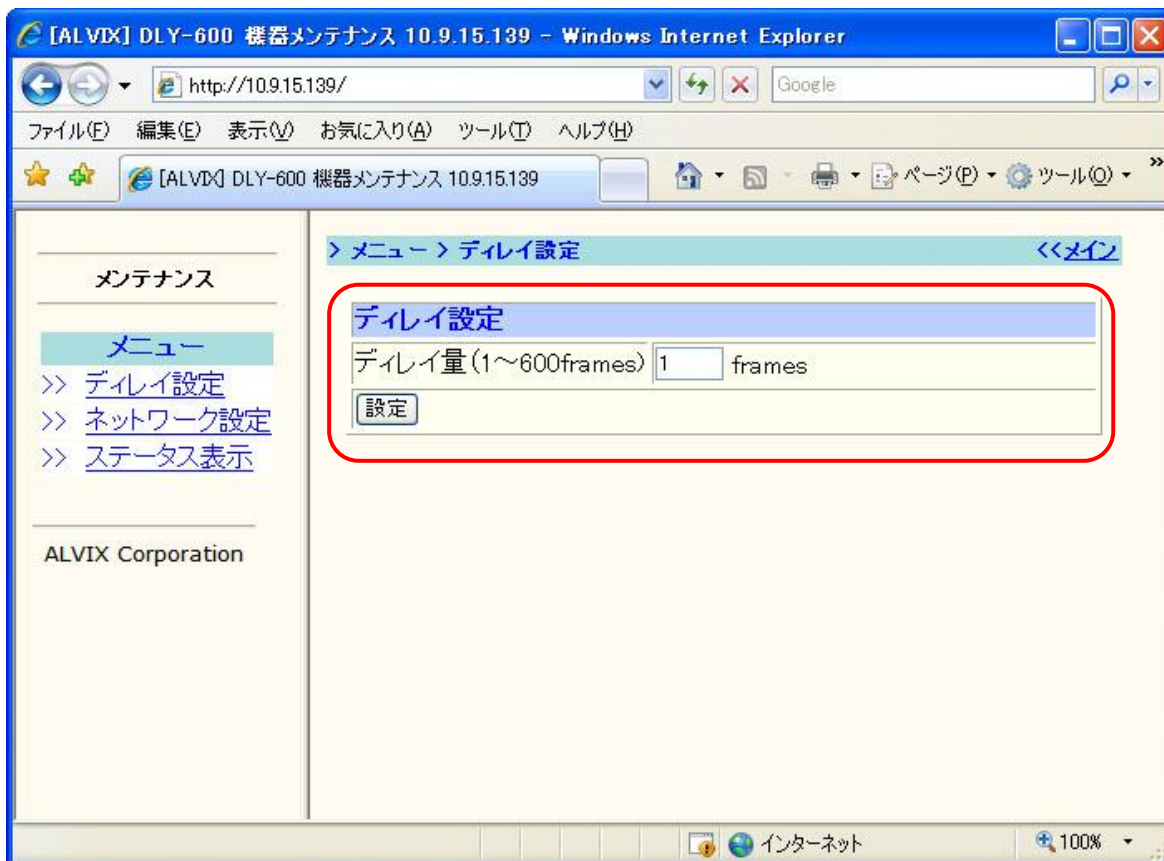 [ALVIX] DLY-600 機器メンテナンス 10.9.15.139 - Windows Internet Explorer
http://10.9.15.139/
Google
ファイル(F) 編集(E) 表示(V) お気に入り(A) ツール(T) ヘルプ(H)
[ALVIX] DLY-600 機器メンテナンス 10.9.15.139
ページ(P) ツール(O) »
メンテナンス
メニュー
>> ディレイ設定
>> ネットワーク設定
>> ステータス表示
ALVIX Corporation
> メニュー > ディレイ設定 <<メイン
ディレイ設定
ディレイ量(1~600frames) 1 frames
設定
インターネット 100%